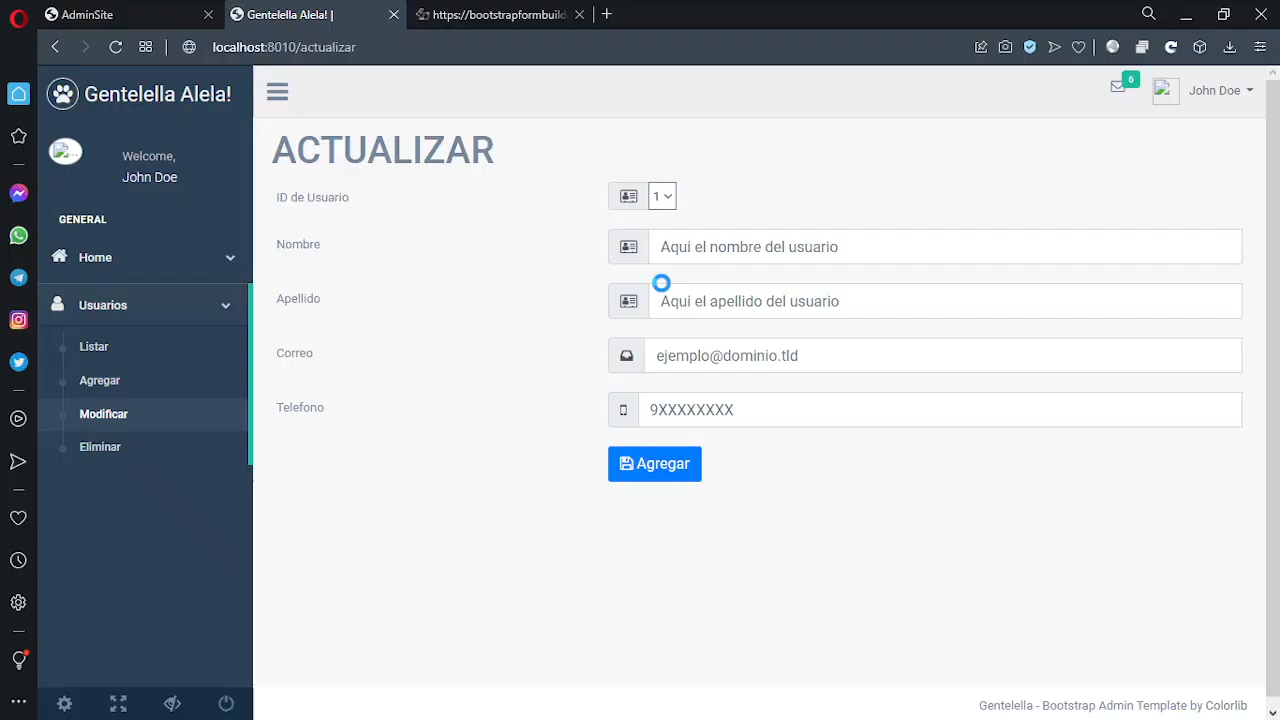 AdminSite
Gentelella Alela! |
https://bootstrapformbuild
localhost:8010/actualizar
Gentelella Alela!
6
John Doe
Welcome,
John Doe
GENERAL
Home
Usuarios
Listar
Agregar
Modificar
Eliminar
ACTUALIZAR
ID de Usuario
1
Nombre
Aqui el nombre del usuario
Apellido
Aqui el apellido del usuario
Correo
ejemplo@dominio.tld
Telefono
9XXXXXXXX
Agregar
Gentelella - Bootstrap Admin Template by Colorlib